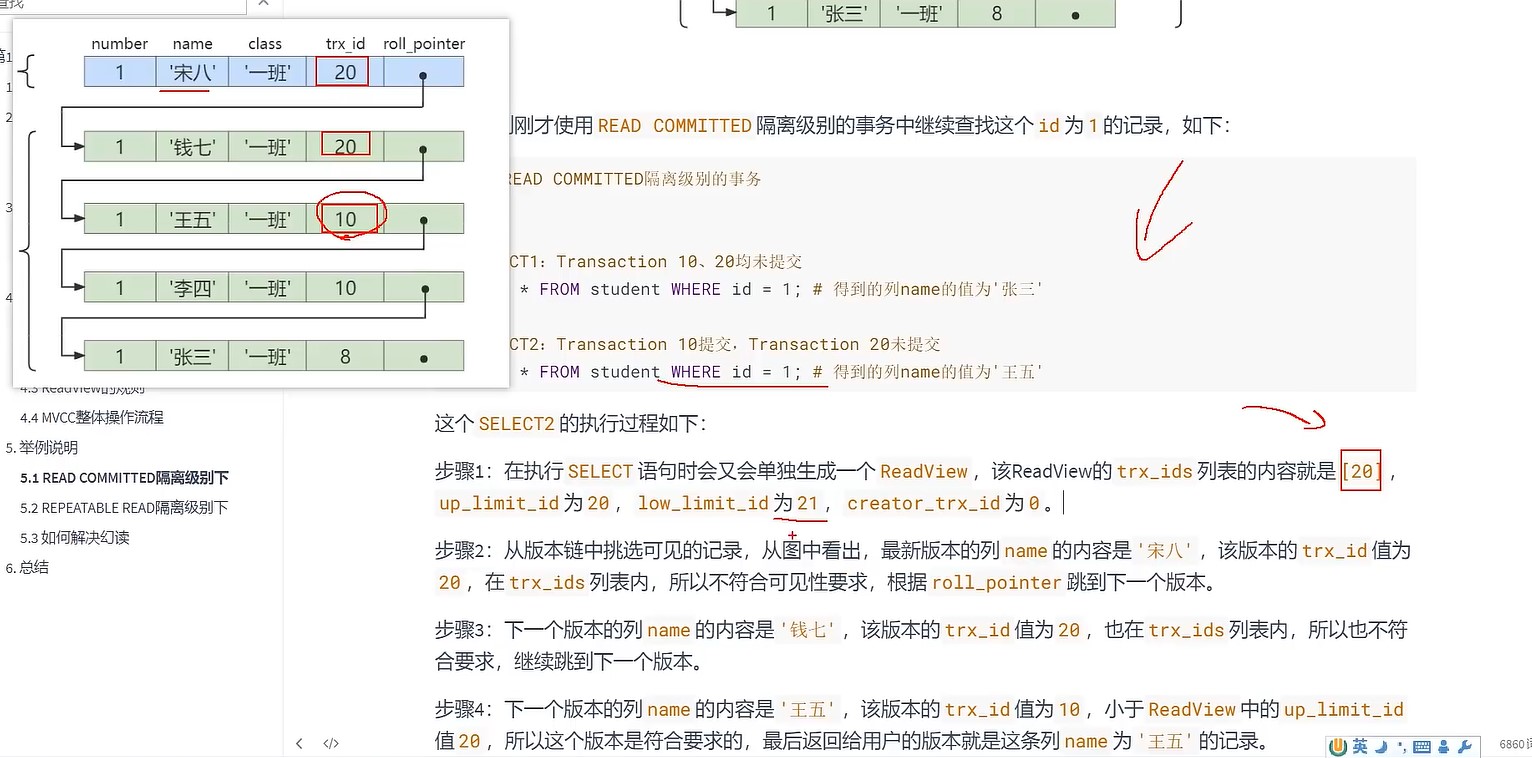 查找
1 '张三' '一班' 8
number name class trx_id roll_pointer
1 '宋八' '一班' 20
1 '钱七' '一班' 20
1 '王五' '一班' 10
1 '李四' '一班' 10
1 '张三' '一班' 8
第1
1
2
3
4
4.3 ReadView的规则
4.4 MVCC整体操作流程
5. 举例说明
5.1 READ COMMITTED隔离级别下
5.2 REPEATABLE READ隔离级别下
5.3 如何解决幻读
6. 总结
刚才使用 READ COMMITTED 隔离级别的事务中继续查找这个 id 为 1 的记录，如下：
READ COMMITTED隔离级别的事务
CT1：Transaction 10、20均未提交
* FROM student WHERE id = 1; # 得到的列name的值为'张三'
CT2：Transaction 10提交，Transaction 20未提交
* FROM student WHERE id = 1; # 得到的列name的值为'王五'
这个 SELECT2 的执行过程如下：
步骤1：在执行 SELECT 语句时会又会单独生成一个 ReadView ，该ReadView的 trx_ids 列表的内容就是 [20] ，
up_limit_id 为 20 ， low_limit_id 为 21 ， creator_trx_id 为 0 。
步骤2：从版本链中挑选可见的记录，从图中看出，最新版本的列 name 的内容是 '宋八' ，该版本的 trx_id 值为
20 ，在 trx_ids 列表内，所以不符合可见性要求，根据 roll_pointer 跳到下一个版本。
步骤3：下一个版本的列 name 的内容是 '钱七' ，该版本的 trx_id 值为 20 ，也在 trx_ids 列表内，所以也不符
合要求，继续跳到下一个版本。
步骤4：下一个版本的列 name 的内容是 '王五' ，该版本的 trx_id 值为 10 ，小于 ReadView 中的 up_limit_id
值 20 ，所以这个版本是符合要求的，最后返回给用户的版本就是这条列 name 为 '王五' 的记录。
</>
英
6860词